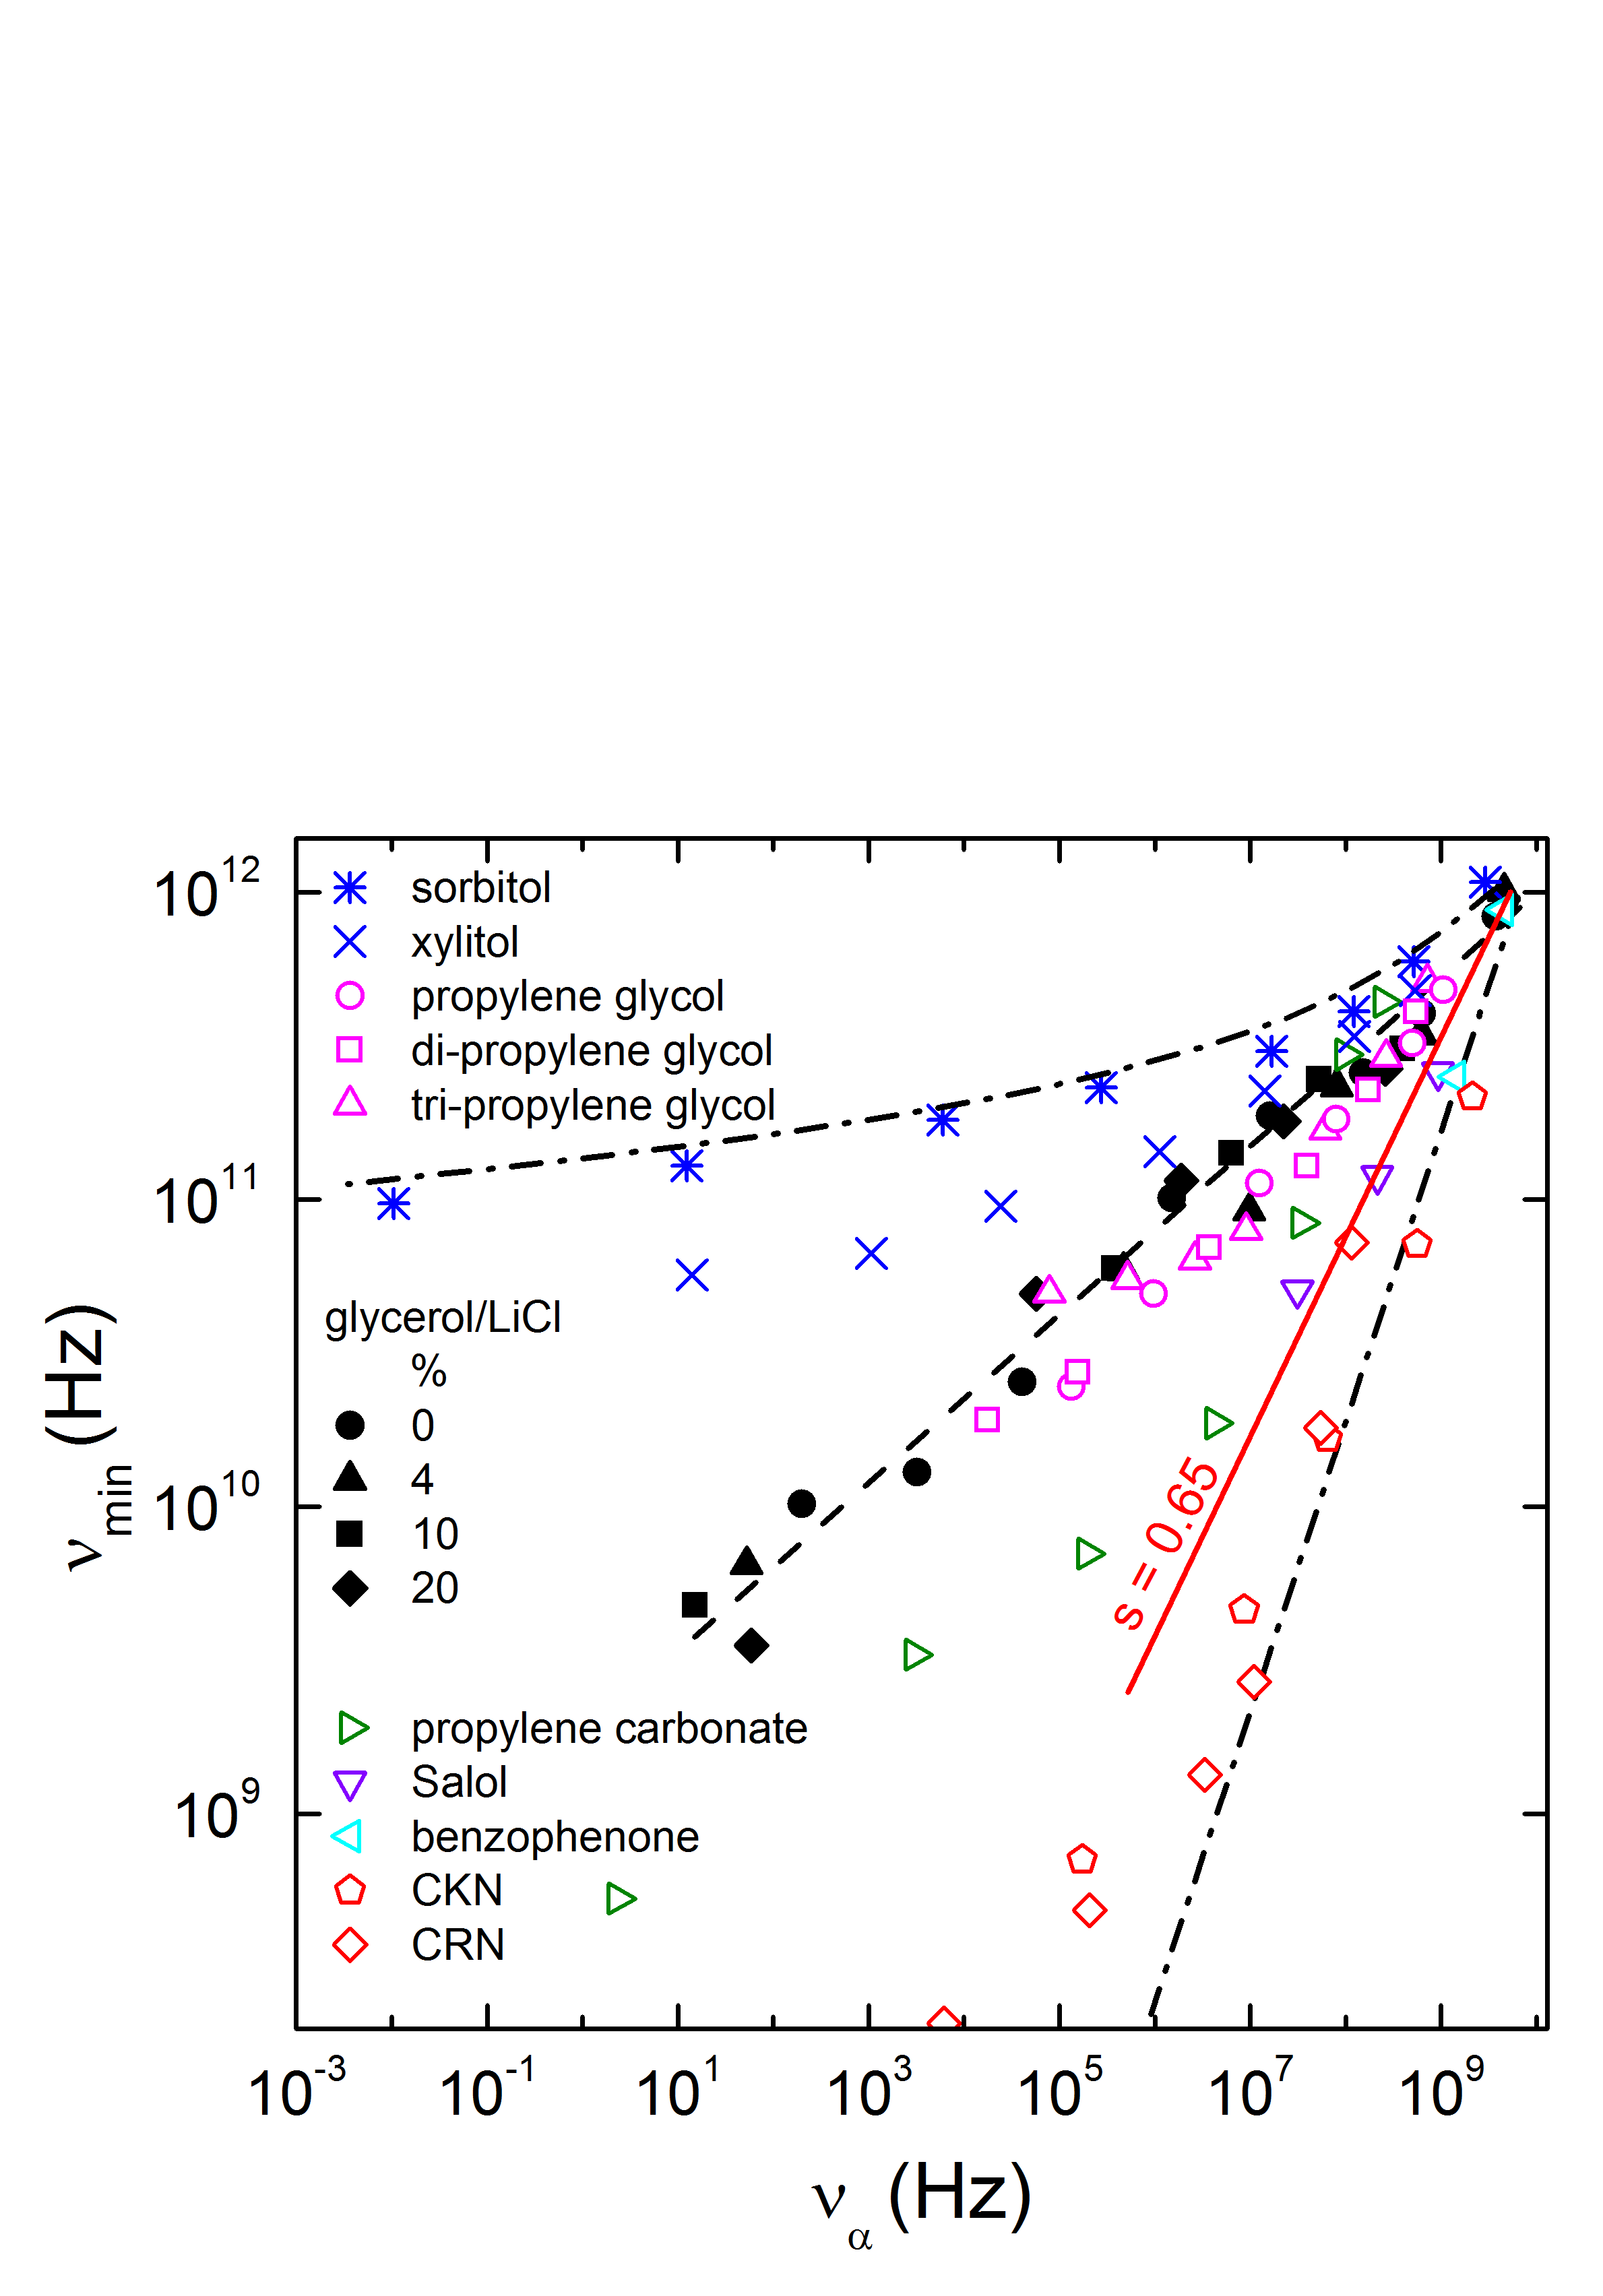 10^12
10^11
10^10
10^9
ν_min (Hz)
sorbitol
xylitol
propylene glycol
di-propylene glycol
tri-propylene glycol
glycerol/LiCl
%
0
4
10
20
propylene carbonate
Salol
benzophenone
CKN
CRN
s = 0.65
10^-3 10^-1 10^1 10^3 10^5 10^7 10^9
ν_α (Hz)